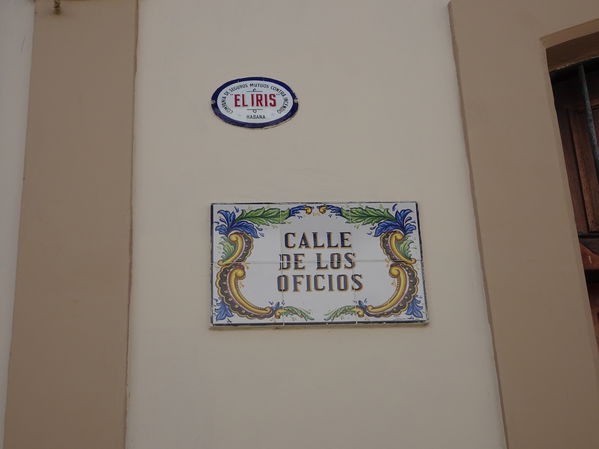 COMPAÑIA DE SEGUROS MUTUOS CONTRA INCENDIO
"EL IRIS"
HABANA
CALLE
DE LOS
OFICIOS